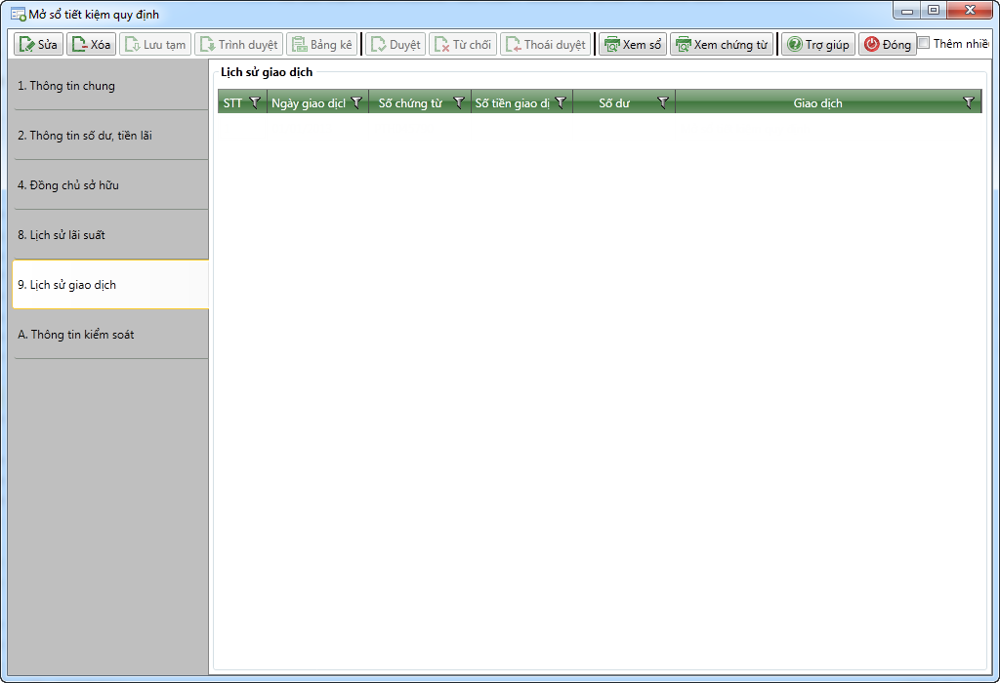 Mở sổ tiết kiệm quy định
Sửa Xóa Lưu tạm Trình duyệt Bảng kê Duyệt Từ chối Thoái duyệt Xem sổ Xem chứng từ Trợ giúp Đóng Thêm nhiề
1. Thông tin chung
2. Thông tin số dư, tiền lãi
4. Đồng chủ sở hữu
8. Lịch sử lãi suất
9. Lịch sử giao dịch
A. Thông tin kiểm soát
Lịch sử giao dịch
STT Ngày giao dịcl Số chứng từ Số tiền giao dị Số dư Giao dịch